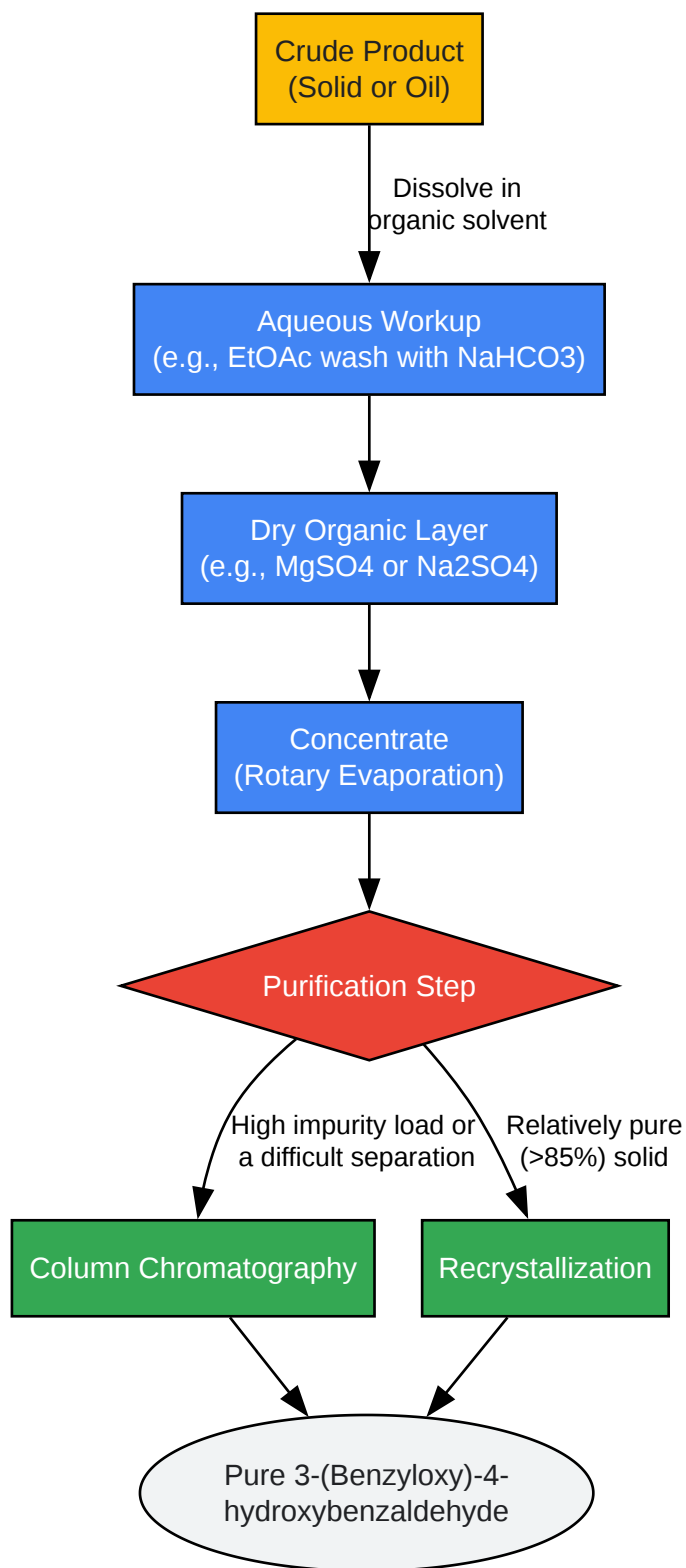 Crude Product
(Solid or Oil)
Dissolve in
organic solvent
Aqueous Workup
(e.g., EtOAc wash with NaHCO3)
Dry Organic Layer
(e.g., MgSO4 or Na2SO4)
Concentrate
(Rotary Evaporation)
Purification Step
High impurity load or
a difficult separation
Relatively pure
(>85%) solid
Column Chromatography
Recrystallization
Pure 3-(Benzyloxy)-4-
hydroxybenzaldehyde